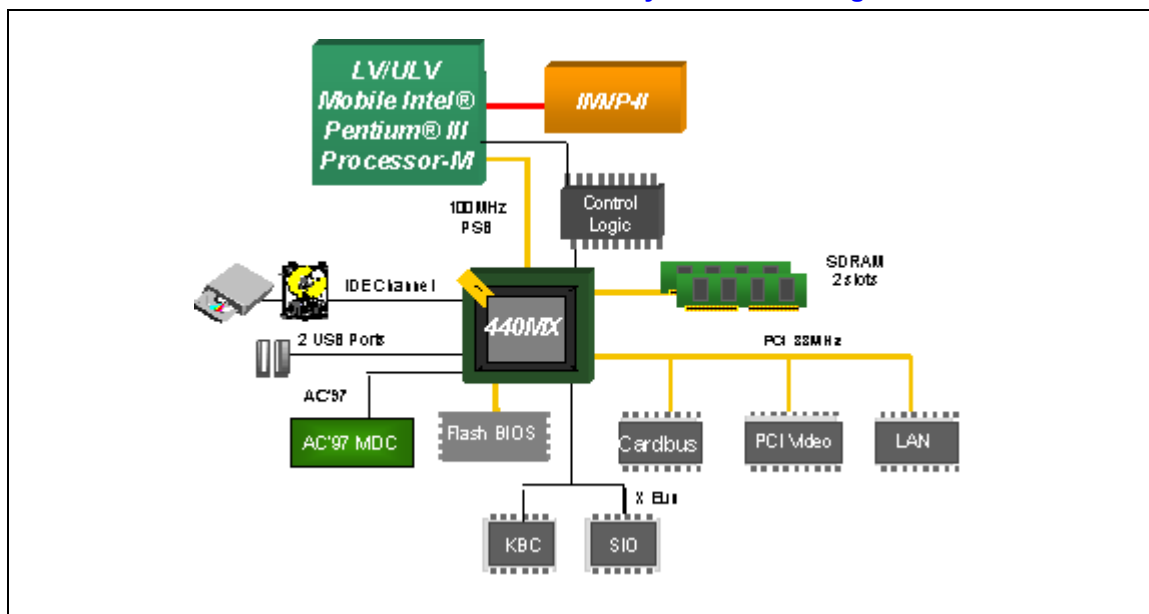 LV/ULV
Mobile Intel®
Pentium® III
Processor-M
IMVP-II
100 MHz
PSB
Control
Logic
SDRAM
2 slots
IDE Channel
440MX
2 USB Ports
PCI 33MHz
AC'97
AC'97 MDC
Flash BIOS
Cardbus
PCI Video
LAN
X Bus
KBC
SIO